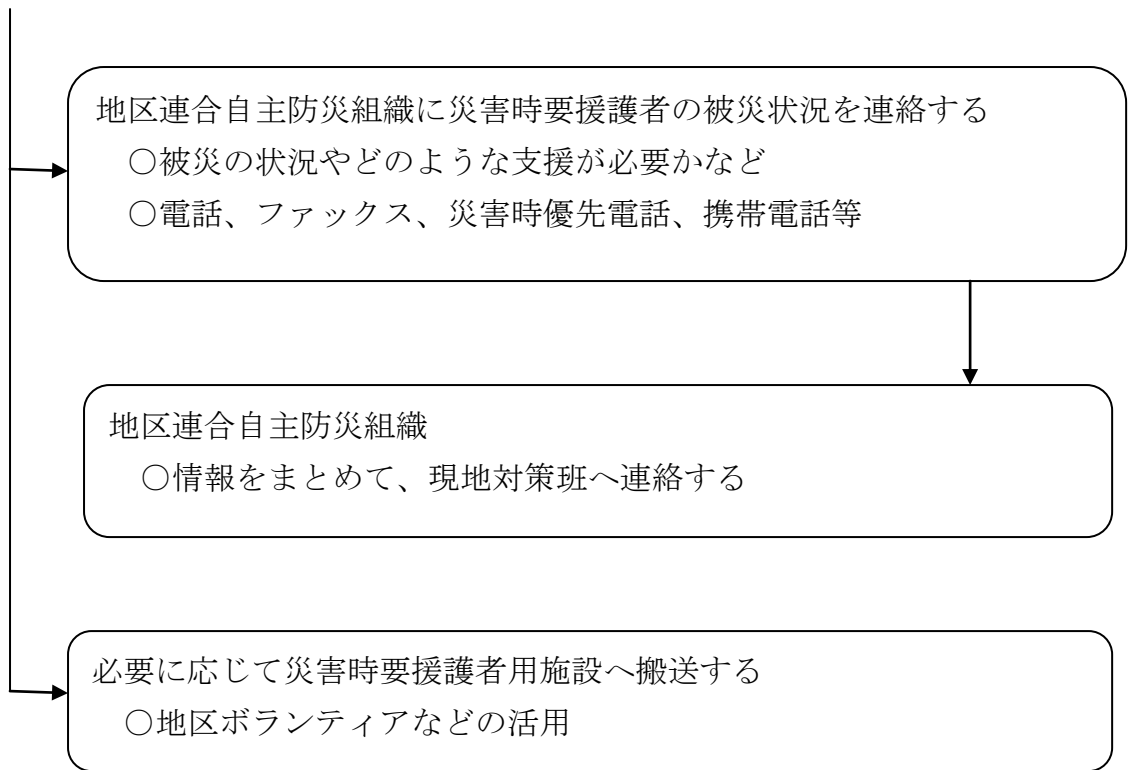 地区連合自主防災組織に災害時要援護者の被災状況を連絡する
○被災の状況やどのような支援が必要かなど
○電話、ファックス、災害時優先電話、携帯電話等
地区連合自主防災組織
○情報をまとめて、現地対策班へ連絡する
必要に応じて災害時要援護者用施設へ搬送する
○地区ボランティアなどの活用